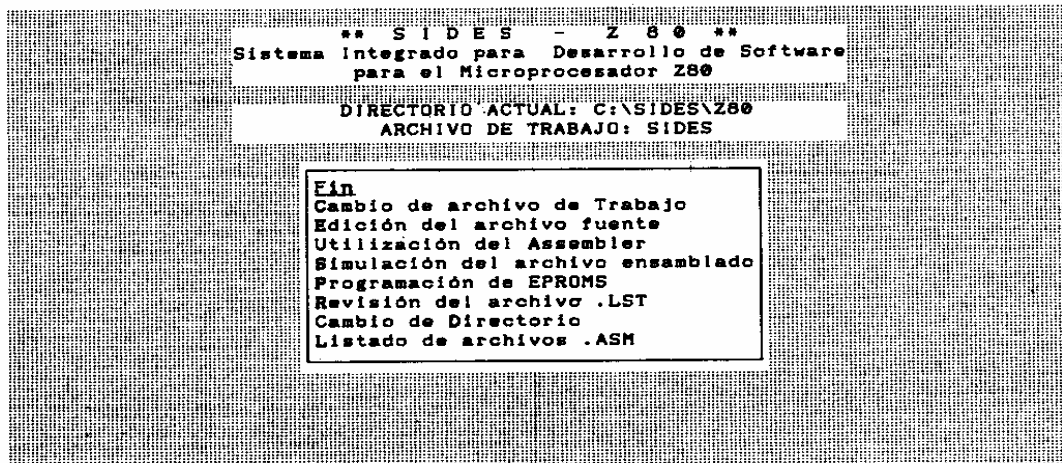 ** S I D E S - Z 8 0 **
Sistema Integrado para Desarrollo de Software
para el Microprocesador Z80
DIRECTORIO ACTUAL: C:\SIDES\Z80
ARCHIVO DE TRABAJO: SIDES
Fin
Cambio de archivo de Trabajo
Edición del archivo fuente
Utilización del Assembler
Simulación del archivo ensamblado
Programación de EPROMS
Revisión del archivo .LST
Cambio de Directorio
Listado de archivos .ASM